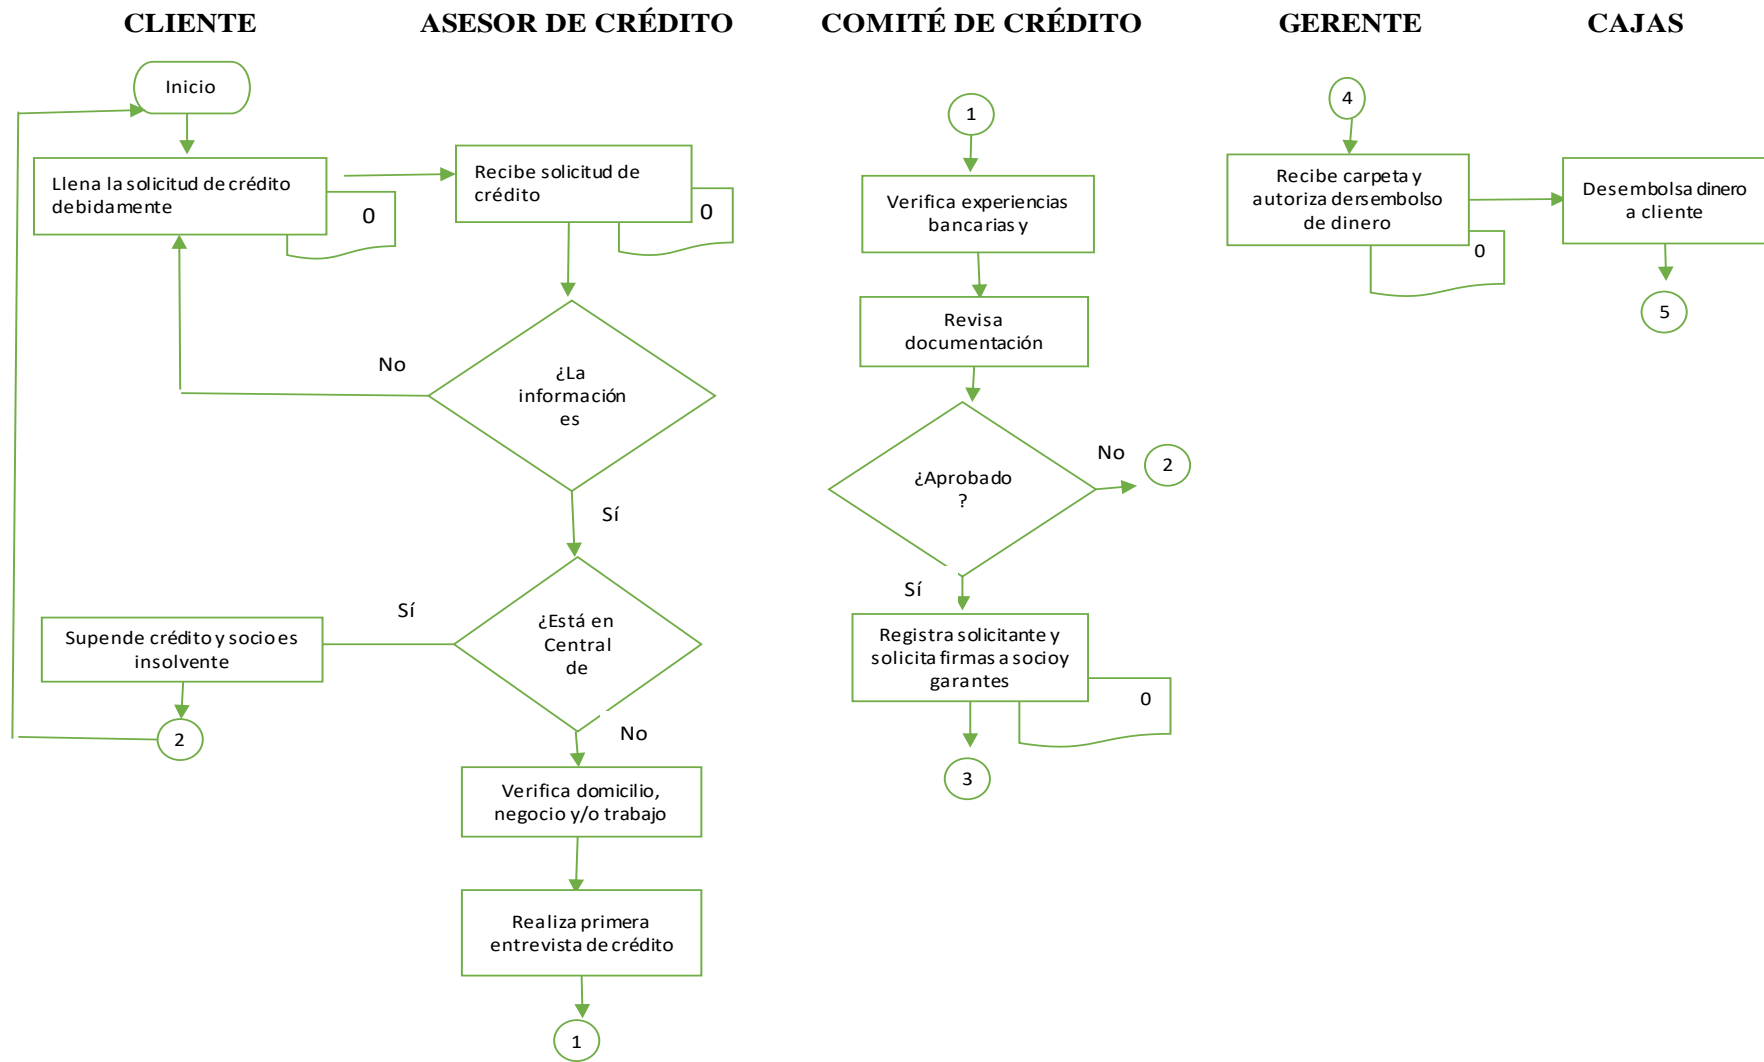 CLIENTE
ASESOR DE CRÉDITO
COMITÉ DE CRÉDITO
GERENTE
CAJAS
Inicio
Llena la solicitud de crédito
debidamente
0
Recibe solicitud de
crédito
0
No
¿La
información
es
Sí
¿Está en
Central
de
Sí
Supende crédito y socio es
insolvente
2
No
Verifica domicilio,
negocio y/o trabajo
Realiza primera
entrevista de crédito
1
1
Verifica experiencias
bancarias y
Revisa
documentación
¿Aprobado
?
No
2
Sí
Registra solicitante y
solicita firmas a socio y
garantes
0
3
4
Recibe carpeta y
autoriza dersembolso
de dinero
0
Desembolsa dinero
a cliente
5